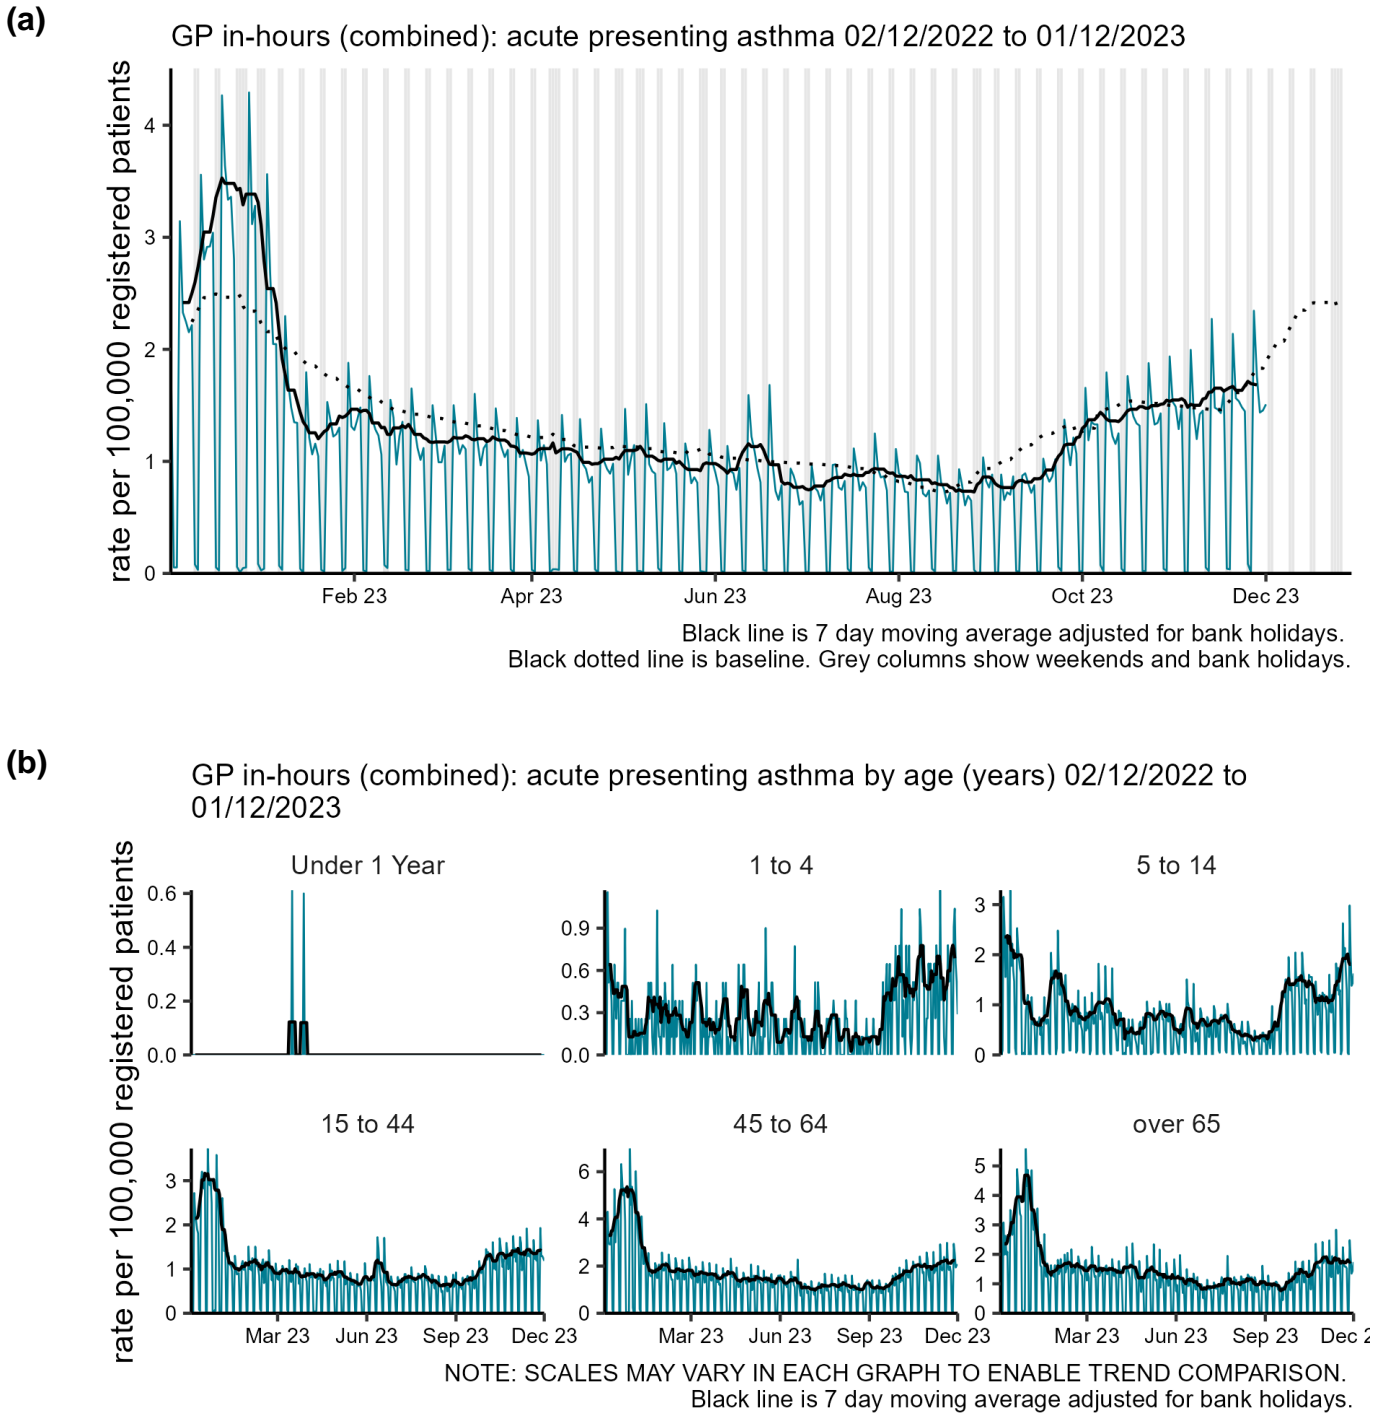 (a)
GP in-hours (combined): acute presenting asthma 02/12/2022 to 01/12/2023
rate per 100,000 registered patients
4
3
2
1
0
Feb 23 Apr 23 Jun 23 Aug 23 Oct 23 Dec 23
Black line is 7 day moving average adjusted for bank holidays.
Black dotted line is baseline. Grey columns show weekends and bank holidays.
(b)
GP in-hours (combined): acute presenting asthma by age (years) 02/12/2022 to
01/12/2023
rate per 100,000 registered patients
Under 1 Year
0.6
0.4
0.2
0.0
1 to 4
0.9
0.6
0.3
0.0
5 to 14
3
2
1
0
15 to 44
3
2
1
0
Mar 23 Jun 23 Sep 23 Dec 23
45 to 64
6
4
2
0
Mar 23 Jun 23 Sep 23 Dec 23
over 65
5
4
3
2
1
0
Mar 23 Jun 23 Sep 23 Dec 2
NOTE: SCALES MAY VARY IN EACH GRAPH TO ENABLE TREND COMPARISON.
Black line is 7 day moving average adjusted for bank holidays.